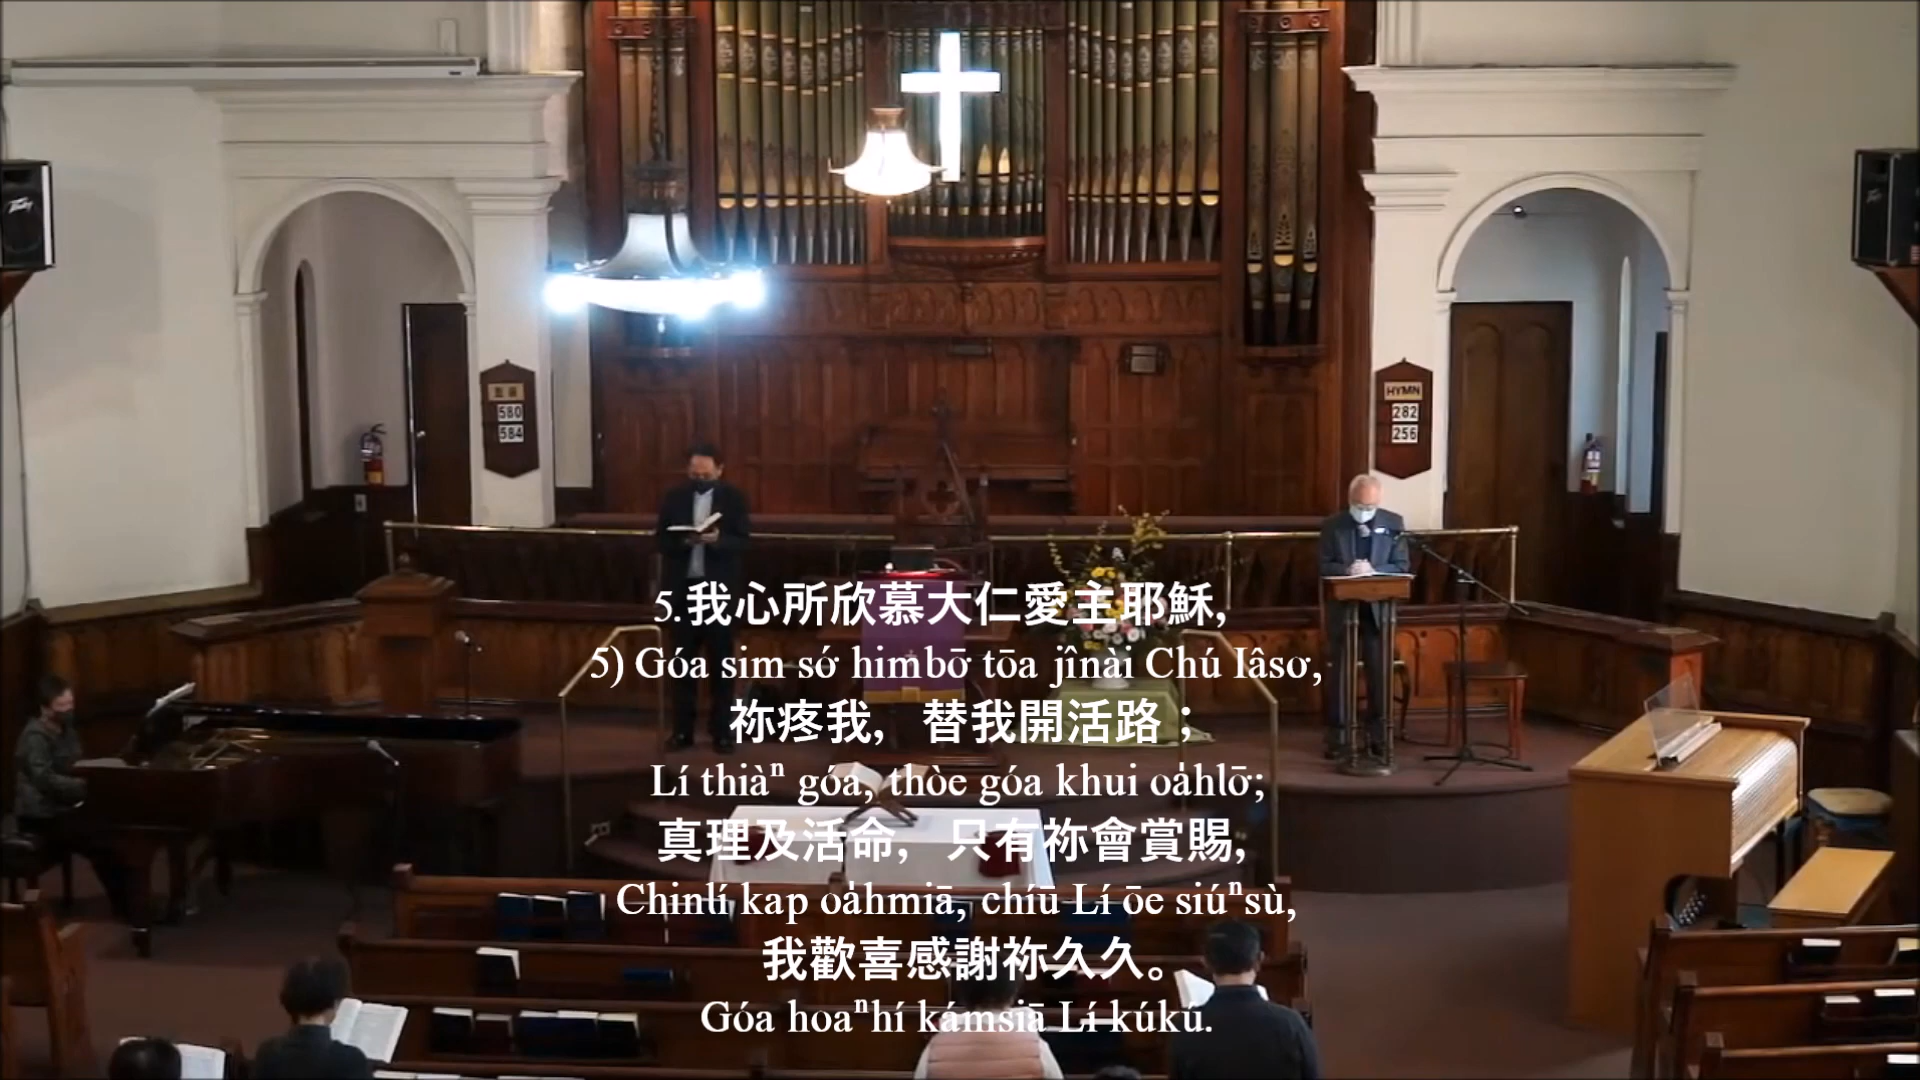 聖詩
580
584
HYMN
282
256
5.我心所欣慕大仁愛主耶穌,
5) Góa sim só͘ himbō͘ tōa jînài Chú Iâso͘,
祢疼我, 替我開活路；
Lí thiàⁿ góa, thòe góa khui oa̍hlō͘;
真理及活命, 只有祢會賞賜,
Chinlí kap oa̍hmiā, chíū Lí ōe siúⁿsù,
我歡喜感謝祢久久。
Góa hoaⁿhí kámsiā Lí kúkú.